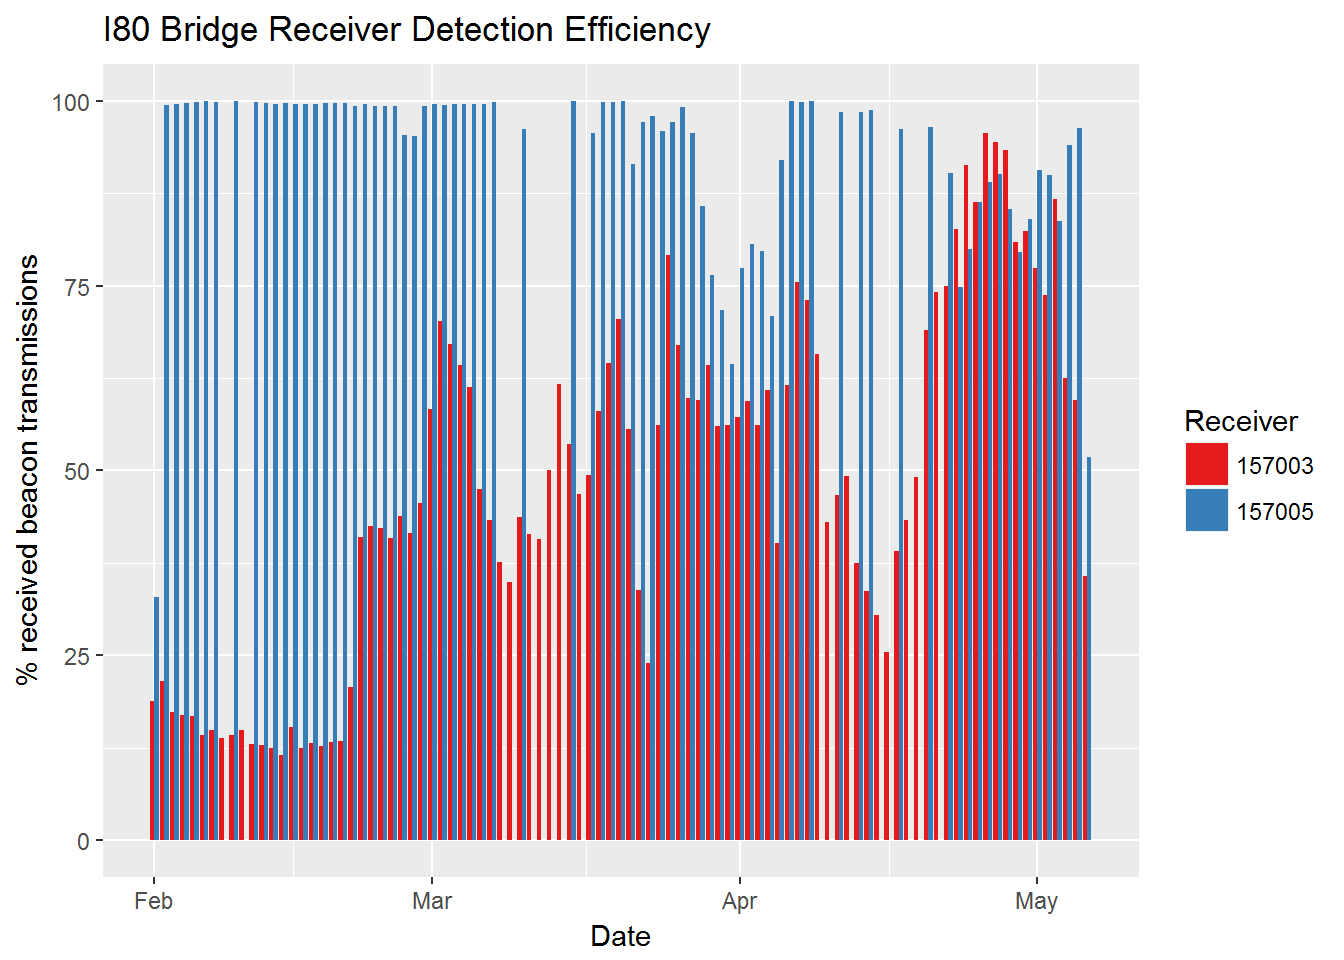 I80 Bridge Receiver Detection Efficiency
100
75
50
25
0
% received beacon transmissions
Feb
Mar
Apr
May
Date
Receiver
157003
157005